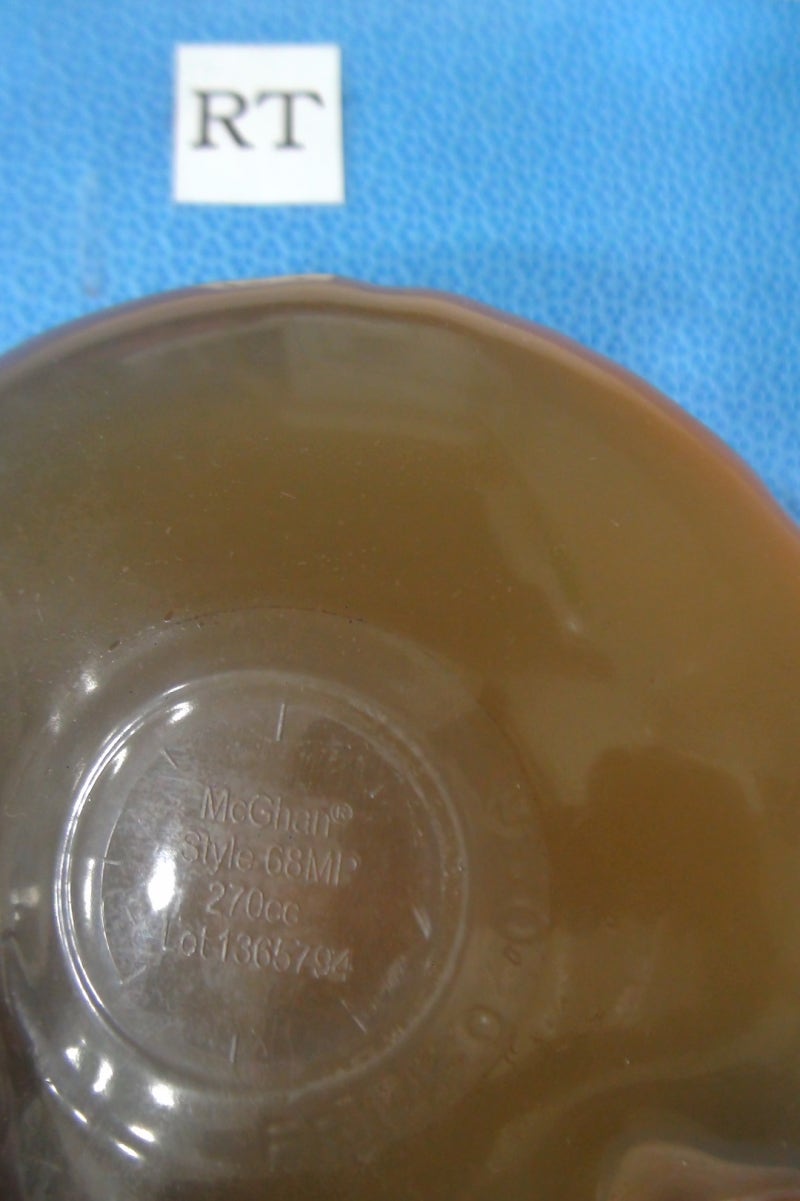 RT
McGhan®
Style 68MP
270cc
Lot 1365794